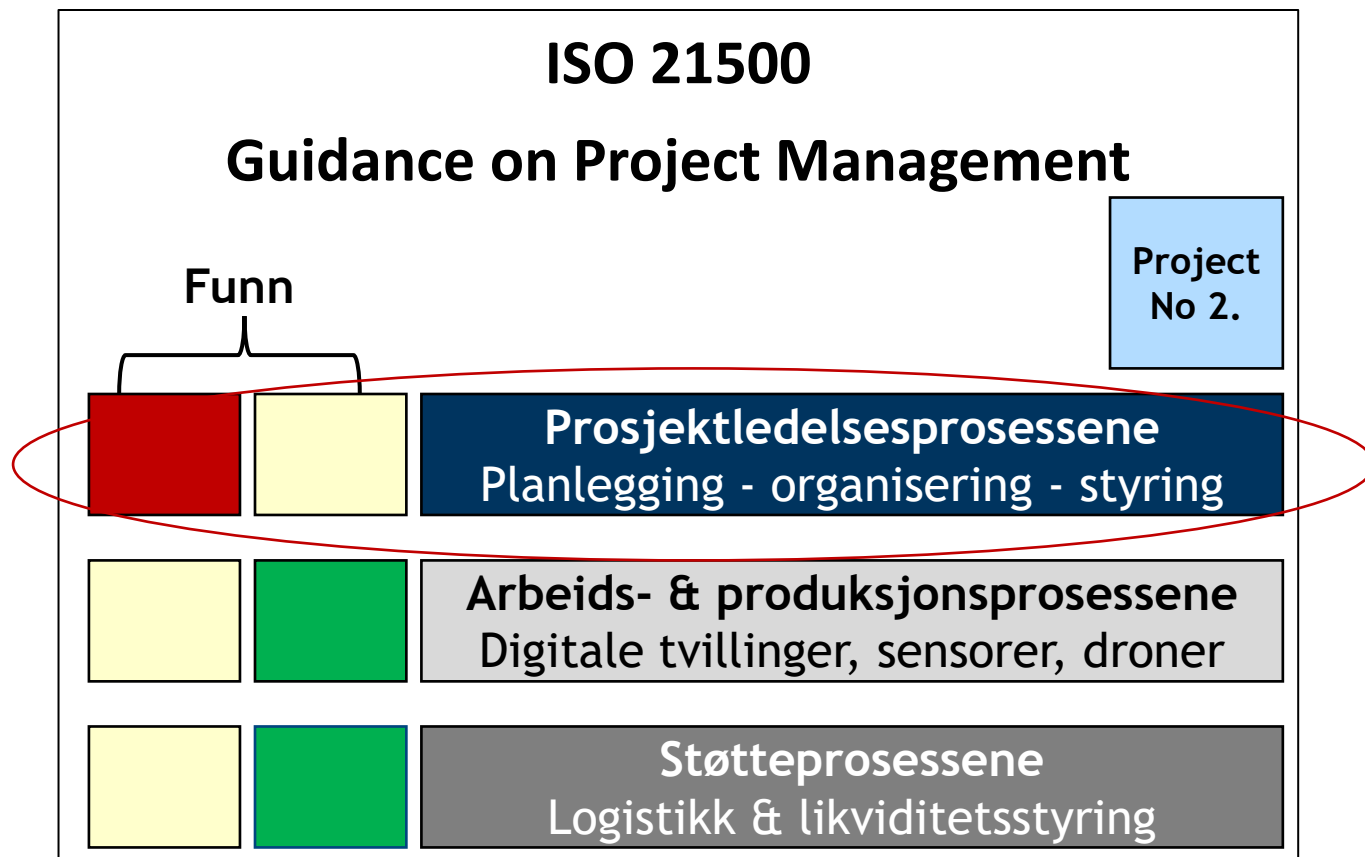 ISO 21500
Guidance on Project Management
Project
No 2.
Funn
Prosjektledelsesprosessene
Planlegging - organisering - styring
Arbeids- & produksjonsprosessene
Digitale tvillinger, sensorer, droner
Støtteprosessene
Logistikk & likviditetsstyring